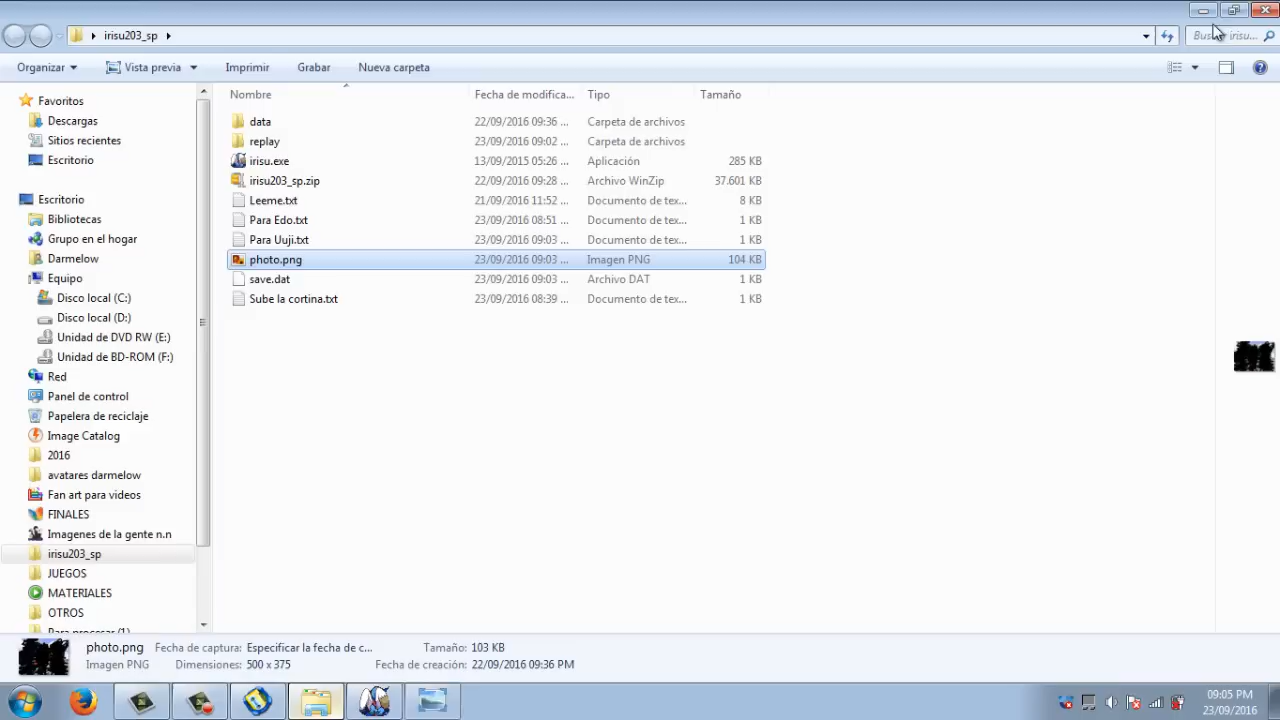 irisu203_sp
Busc irisu...
Organizar
Vista previa
Imprimir
Grabar
Nueva carpeta
Nombre
Fecha de modifica...
Tipo
Tamaño
Favoritos
Descargas
Sitios recientes
Escritorio
Escritorio
Bibliotecas
Grupo en el hogar
Darmelow
Equipo
Disco local (C:)
Disco local (D:)
Unidad de DVD RW (E:)
Unidad de BD-ROM (F:)
Red
Panel de control
Papelera de reciclaje
Image Catalog
2016
avatares darmelow
Fan art para videos
FINALES
Imagenes de la gente n.n
irisu203_sp
JUEGOS
MATERIALES
OTROS
Para procesar (1)
data 22/09/2016 09:36 ... Carpeta de archivos
replay 23/09/2016 09:02 ... Carpeta de archivos
irisu.exe 13/09/2015 05:26 ... Aplicación 285 KB
irisu203_sp.zip 22/09/2016 09:28 ... Archivo WinZip 37.601 KB
Leeme.txt 21/09/2016 11:52 ... Documento de tex... 8 KB
Para Edo.txt 23/09/2016 08:51 ... Documento de tex... 1 KB
Para Uuji.txt 23/09/2016 09:03 ... Documento de tex... 1 KB
photo.png 23/09/2016 09:03 ... Imagen PNG 104 KB
save.dat 23/09/2016 09:03 ... Archivo DAT 1 KB
Sube la cortina.txt 23/09/2016 08:39 ... Documento de tex... 1 KB
photo.png Fecha de captura: Especificar la fecha de c... Tamaño: 103 KB
Imagen PNG Dimensiones: 500 x 375 Fecha de creación: 22/09/2016 09:36 PM
09:05 PM
23/09/2016